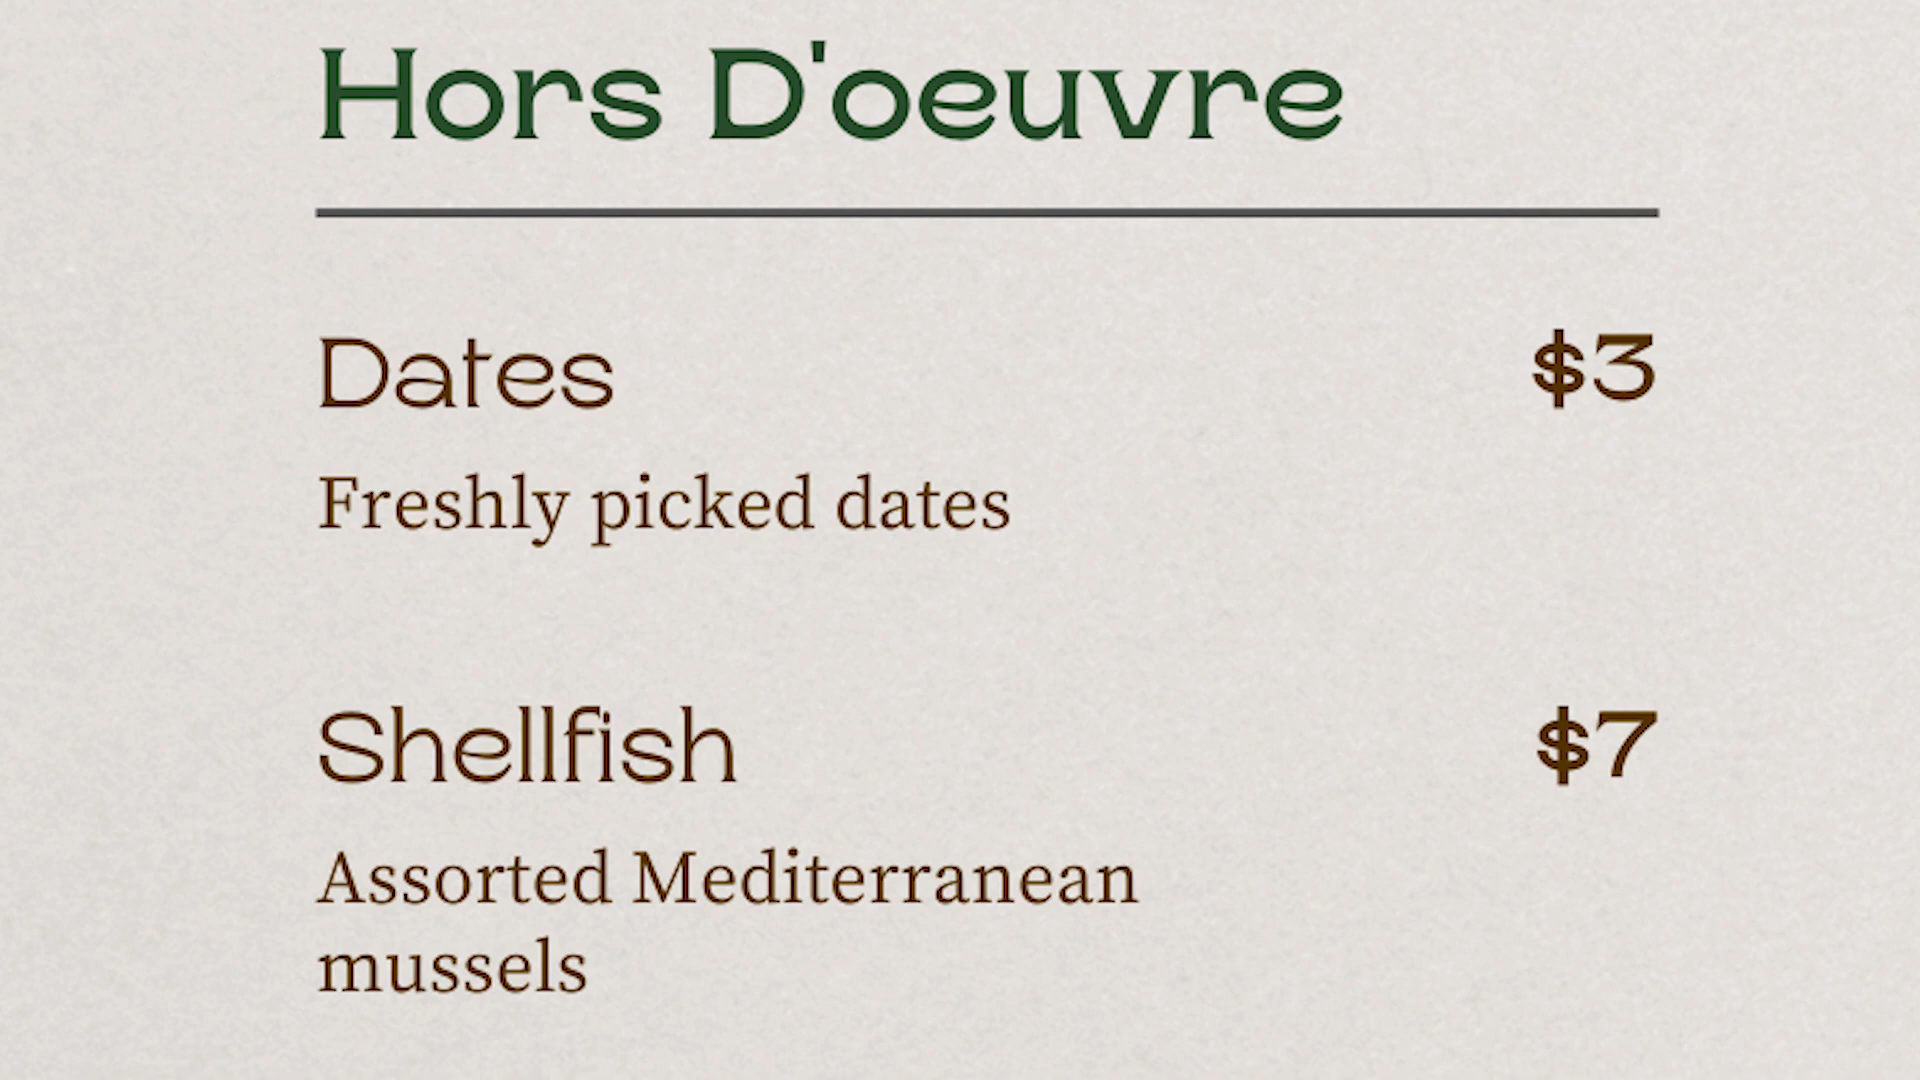 Hors D'oeuvre
Dates $3
Freshly picked dates
Shellfish $7
Assorted Mediterranean
mussels